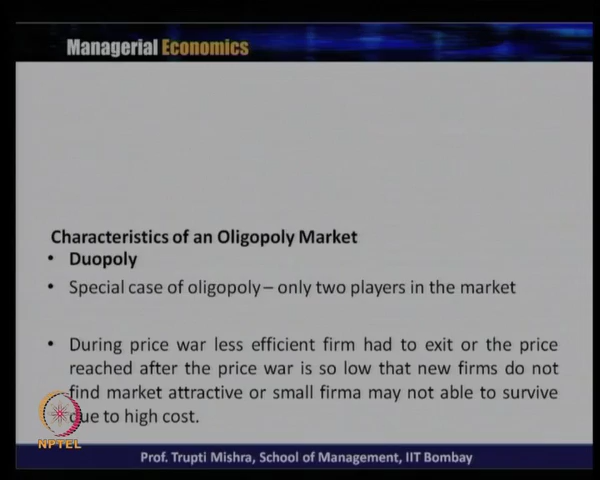 Managerial Economics
Characteristics of an Oligopoly Market
• Duopoly
• Special case of oligopoly – only two players in the market
• During price war less efficient firm had to exit or the price
reached after the price war is so low that new firms do not
find market attractive or small firma may not able to survive
due to high cost.
NPTEL
Prof. Trupti Mishra, School of Management, IIT Bombay